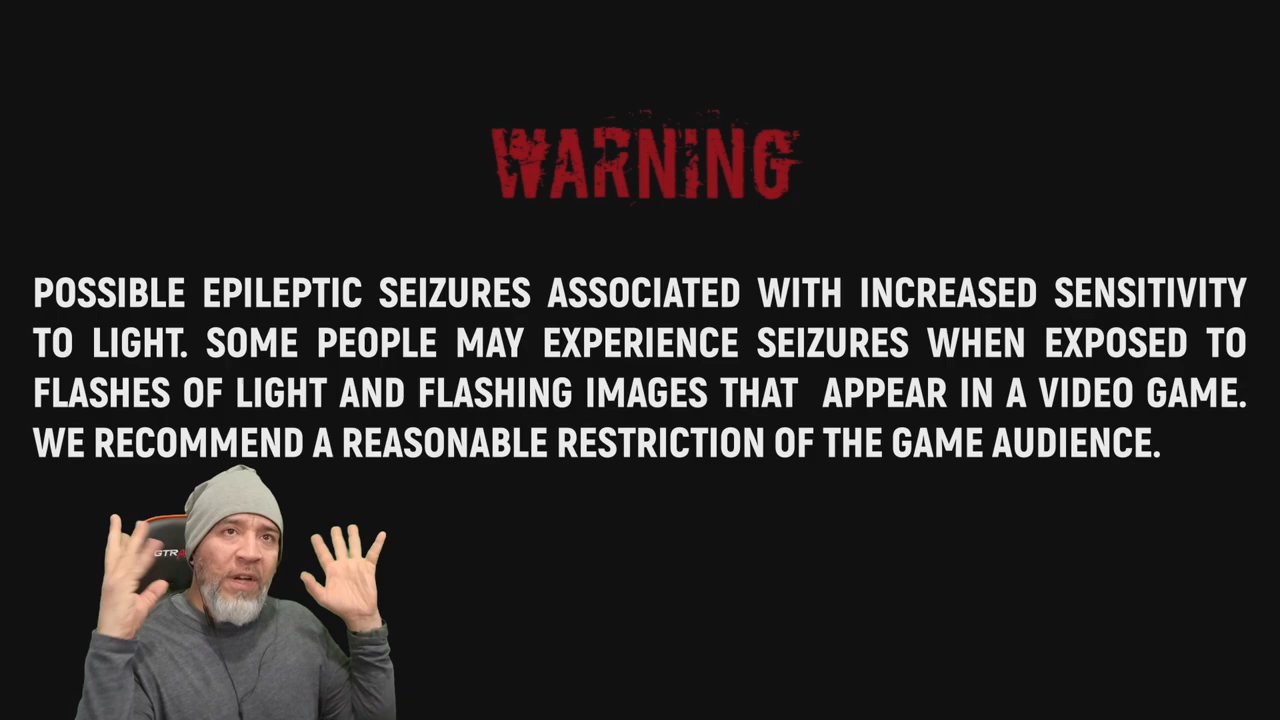 WARNING
POSSIBLE EPILEPTIC SEIZURES ASSOCIATED WITH INCREASED SENSITIVITY
TO LIGHT. SOME PEOPLE MAY EXPERIENCE SEIZURES WHEN EXPOSED TO
FLASHES OF LIGHT AND FLASHING IMAGES THAT APPEAR IN A VIDEO GAME.
WE RECOMMEND A REASONABLE RESTRICTION OF THE GAME AUDIENCE.